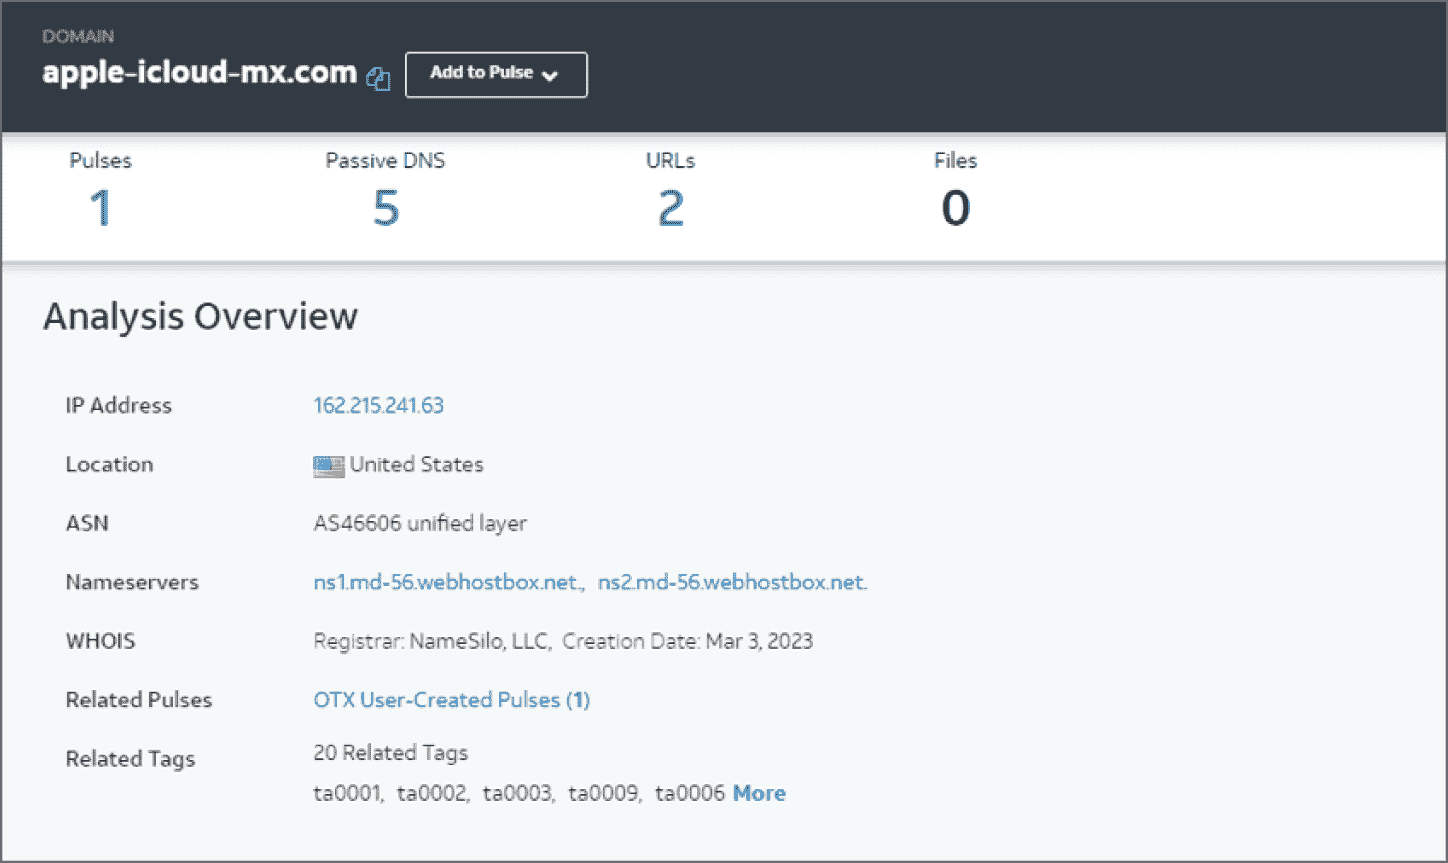 DOMAIN
apple-icloud-mx.com Add to Pulse
Pulses Passive DNS URLs Files
1 5 2 0
Analysis Overview
IP Address 162.215.241.63
Location United States
ASN AS46606 unified layer
Nameservers ns1.md-56.webhostbox.net., ns2.md-56.webhostbox.net.
WHOIS Registrar: NameSilo, LLC, Creation Date: Mar 3, 2023
Related Pulses OTX User-Created Pulses (1)
Related Tags 20 Related Tags
ta0001, ta0002, ta0003, ta0009, ta0006 More